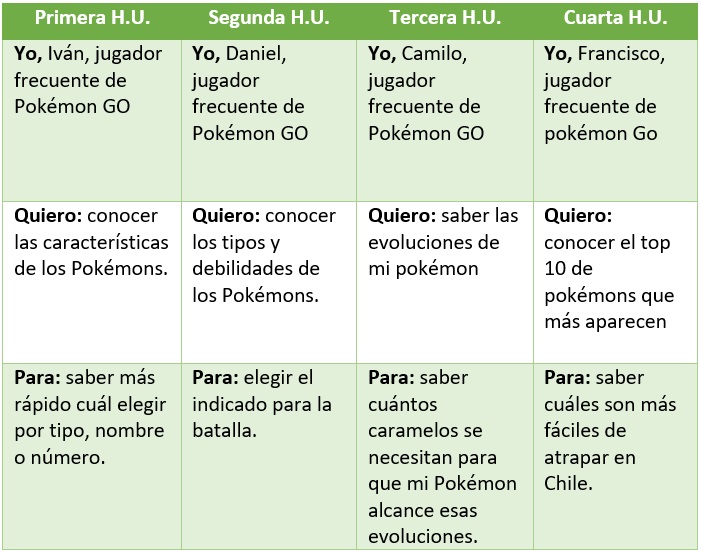 Primera H.U.
Segunda H.U.
Tercera H.U.
Cuarta H.U.
Yo, Iván, jugador
frecuente de
Pokémon GO
Yo, Daniel,
jugador
frecuente de
Pokémon GO
Yo, Camilo,
jugador
frecuente de
Pokémon GO
Yo, Francisco,
jugador
frecuente de
pokémon Go
Quiero: conocer
las características
de los Pokémons.
Quiero: conocer
los tipos y
debilidades de
los Pokémons.
Quiero: saber las
evoluciones de
mi pokémon
Quiero:
conocer el top
10 de
pokémons que
más aparecen
Para: saber más
rápido cuál elegir
por tipo, nombre
o número.
Para: elegir el
indicado para la
batalla.
Para: saber
cuántos
caramelos se
necesitan para
que mi Pokémon
alcance esas
evoluciones.
Para: saber
cuáles son más
fáciles de
atrapar en
Chile.